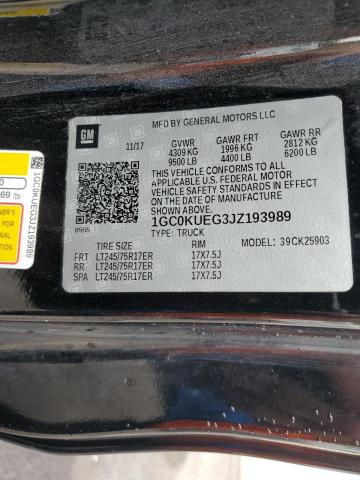 GM
MFD BY GENERAL MOTORS LLC
11/17
GVWR GAWR FRT GAWR RR
4309 KG 1996 KG 2812 KG
9500 LB 4400 LB 6200 LB
THIS VEHICLE CONFORMS TO ALL
APPLICABLE U.S. FEDERAL MOTOR
VEHICLE SAFETY STANDARDS IN
EFFECT ON THE DATE OF
MANUFACTURE SHOWN ABOVE.
1GC0KUEG3JZ193989
8555 TYPE: TRUCK MODEL: 39CK25903
TIRE SIZE RIM
FRT LT245/75R17ER 17X7.5J
RR LT245/75R17ER 17X7.5J
SPA LT245/75R17ER 17X7.5J
1GC0KUEG3JZ193989